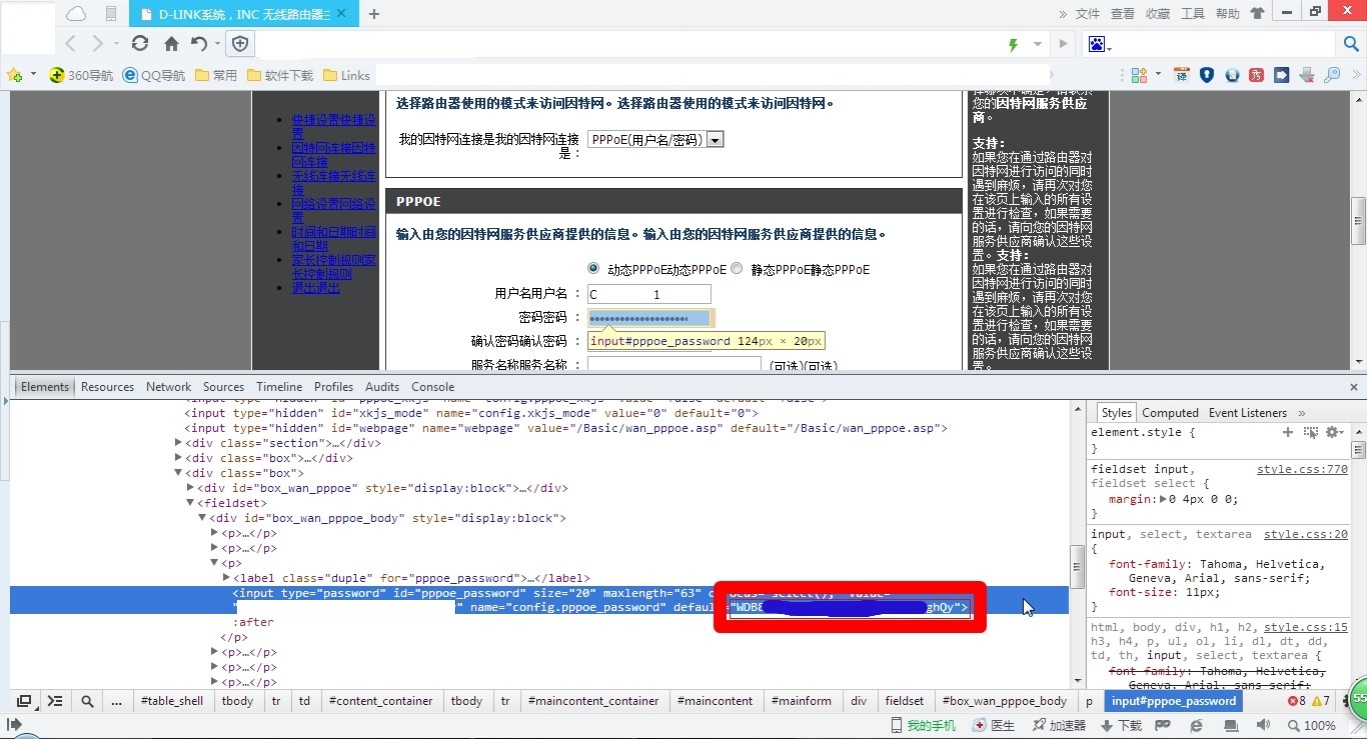 D-LINK系统，INC 无线路由器主
文件 查看 收藏 工具 帮助
360导航 QQ导航 常用 软件下载 Links
选择路由器使用的模式来访问因特网。选择路由器使用的模式来访问因特网。
我的因特网连接是我的因特网连接
是：
PPPoE(用户名/密码)
快捷设置快捷设
置
因特网连接因特
网连接
无线连接无线连
接
网络设置网络设
置
时间和日期时间
和日期
家长控制规则家
长控制规则
退出退出
PPPOE
输入由您的因特网服务供应商提供的信息。输入由您的因特网服务供应商提供的信息。
动态PPPoE动态PPPoE 静态PPPoE静态PPPoE
用户名用户名 ： C 1
密码密码 ：
确认密码确认密码 ：
input#pppoe_password 124px × 20px
服务名称服务名称 ： (可选)(可选)
您的因特网服务供应
商。
支持：
如果您在通过路由器对
因特网进行访问的同时
遇到麻烦，请再次对您
在该页上输入的所有设
置进行检查，如果需要
的话，请向您的因特网
服务供应商确认这些设
置。支持：
如果您在通过路由器对
因特网进行访问的同时
遇到麻烦，请再次对您
在该页上输入的所有设
置进行检查，如果需要
的话，请向您的因特网
服务供应商确认这些设
置。
Elements Resources Network Sources Timeline Profiles Audits Console
<input type="hidden" id="pppoe_xkjs" name="config.pppoe_xkjs" value="false" default="false">
<input type="hidden" id="xkjs_mode" name="config.xkjs_mode" value="0" default="0">
<input type="hidden" id="webpage" name="webpage" value="/Basic/wan_pppoe.asp" default="/Basic/wan_pppoe.asp">
<div class="section">…</div>
<div class="box">…</div>
<div class="box">
<div id="box_wan_pppoe" style="display:block">…</div>
<fieldset>
<div id="box_wan_pppoe_body" style="display:block">
<p>…</p>
<p>…</p>
<p>
<label class="duple" for="pppoe_password">…</label>
<input type="password" id="pppoe_password" size="20" maxlength="63" value=
" " name="config.pppoe_password" default="WDB8 ghQy">
:after
</p>
<p>…</p>
<p>…</p>
<p>…</p>
Styles Computed Event Listeners »
element.style {
}
fieldset input, style.css:770
fieldset select {
margin:▶0 4px 0 0;
}
input, select, textarea style.css:20
{
font-family: Tahoma, Helvetica,
Geneva, Arial, sans-serif;
font-size: 11px;
}
html, body, div, h1, h2, style.css:15
h3, h4, p, ul, ol, li, dl, dt, dd,
td, th, input, select, textarea {
font-family: Tahoma, Helvetica,
Geneva, Arial, sans-serif;
... #table_shell tbody tr td #content_container tbody tr #maincontent_container #maincontent #mainform div fieldset #box_wan_pppoe_body p input#pppoe_password 8 7
55
我的手机 医生 加速器 下载 100%